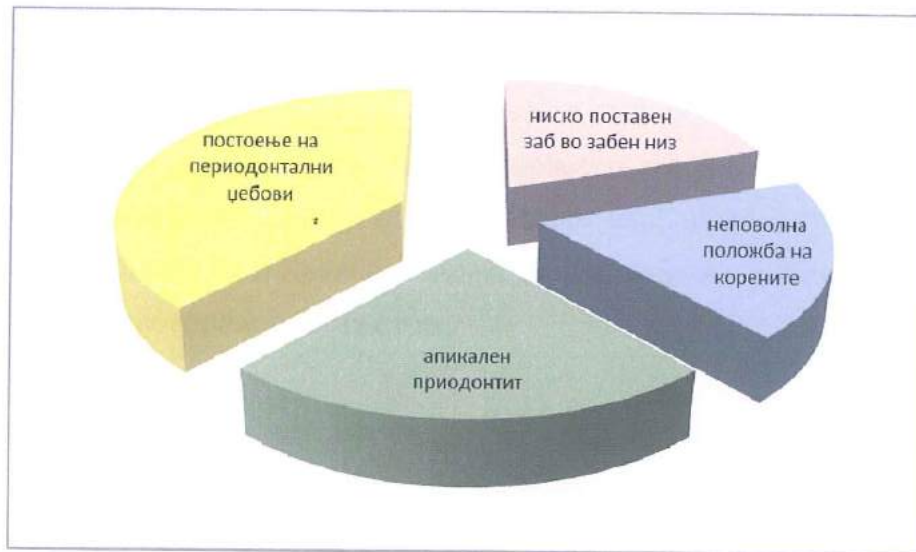 ниско поставен
заб во забен низ
постоење на
периодонтални
џебови
неповолна
положба на
корените
апикален
приодонтит